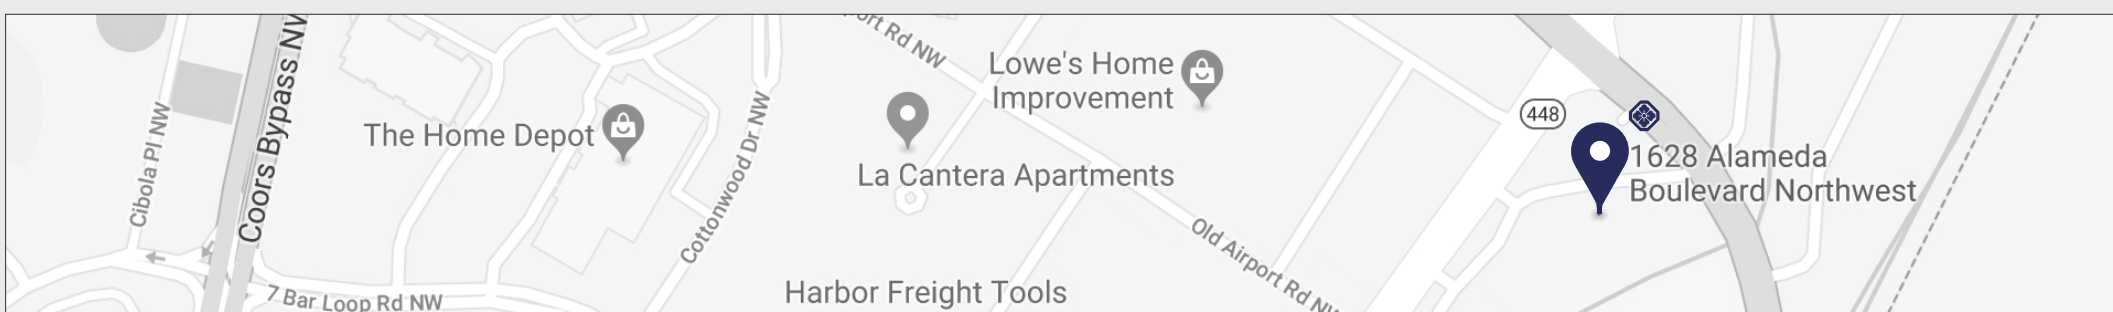 Cibola Pl NW
Coors Bypass NW
The Home Depot
7 Bar Loop Rd NW
Cottonwood Dr NW
port Rd NW
Lowe's Home
Improvement
La Cantera Apartments
Harbor Freight Tools
Old Airport Rd NW
448
1628 Alameda
Boulevard Northwest